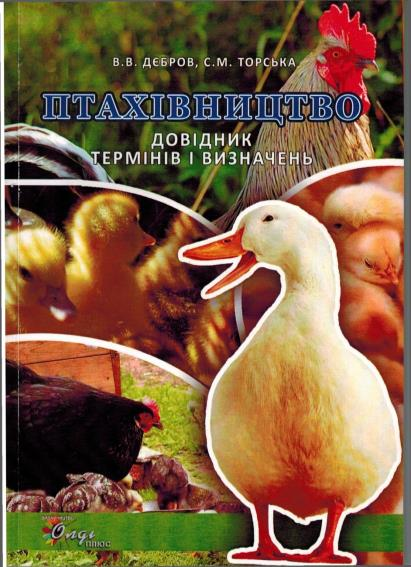 В.В. ДЄБРОВ, С.М. ТОРСЬКА
ПТАХІВНИЦТВО
ДОВІДНИК
ТЕРМІНІВ І ВИЗНАЧЕНЬ
Олді
плюс